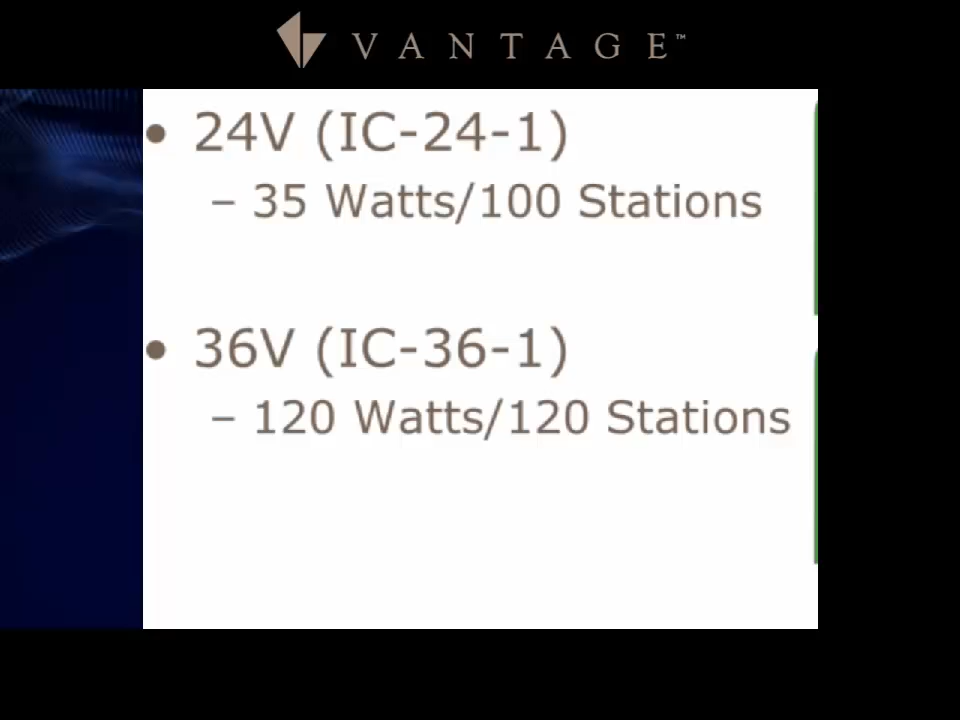 VANTAGE™
• 24V (IC-24-1)
– 35 Watts/100 Stations
• 36V (IC-36-1)
– 120 Watts/120 Stations